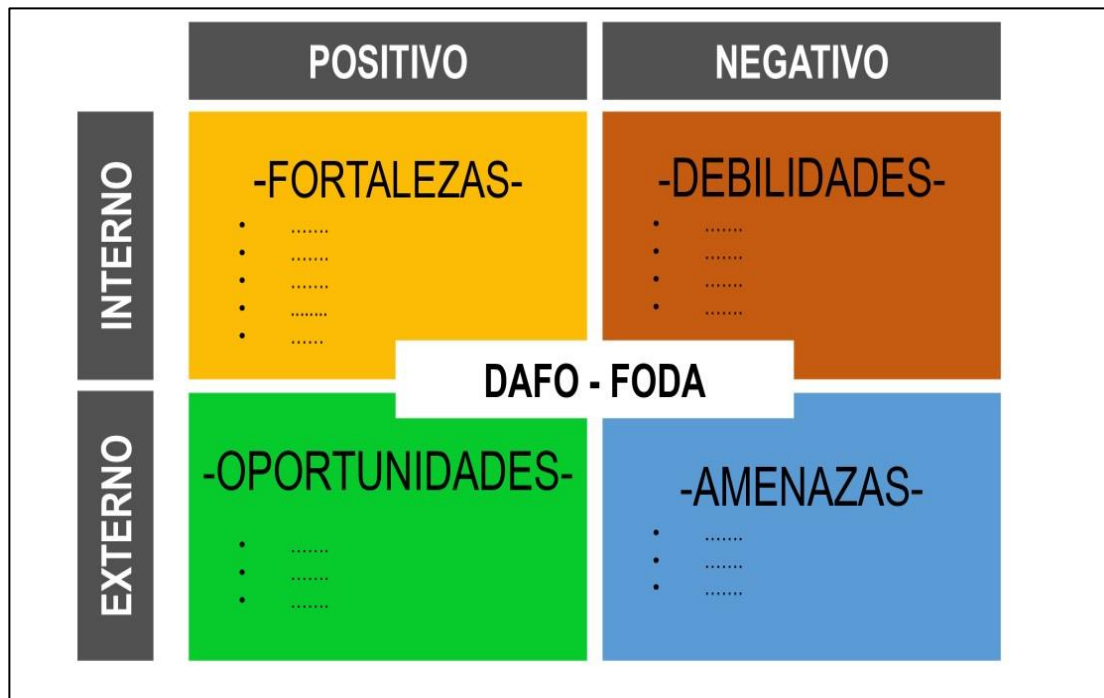 POSITIVO
NEGATIVO
INTERNO
-FORTALEZAS-
• .......
• .......
• .......
• ........
• ......
-DEBILIDADES-
• .......
• .......
• .......
• .......
DAFO - FODA
EXTERNO
-OPORTUNIDADES-
• .......
• .......
• .......
-AMENAZAS-
• .......
• .......
• .......